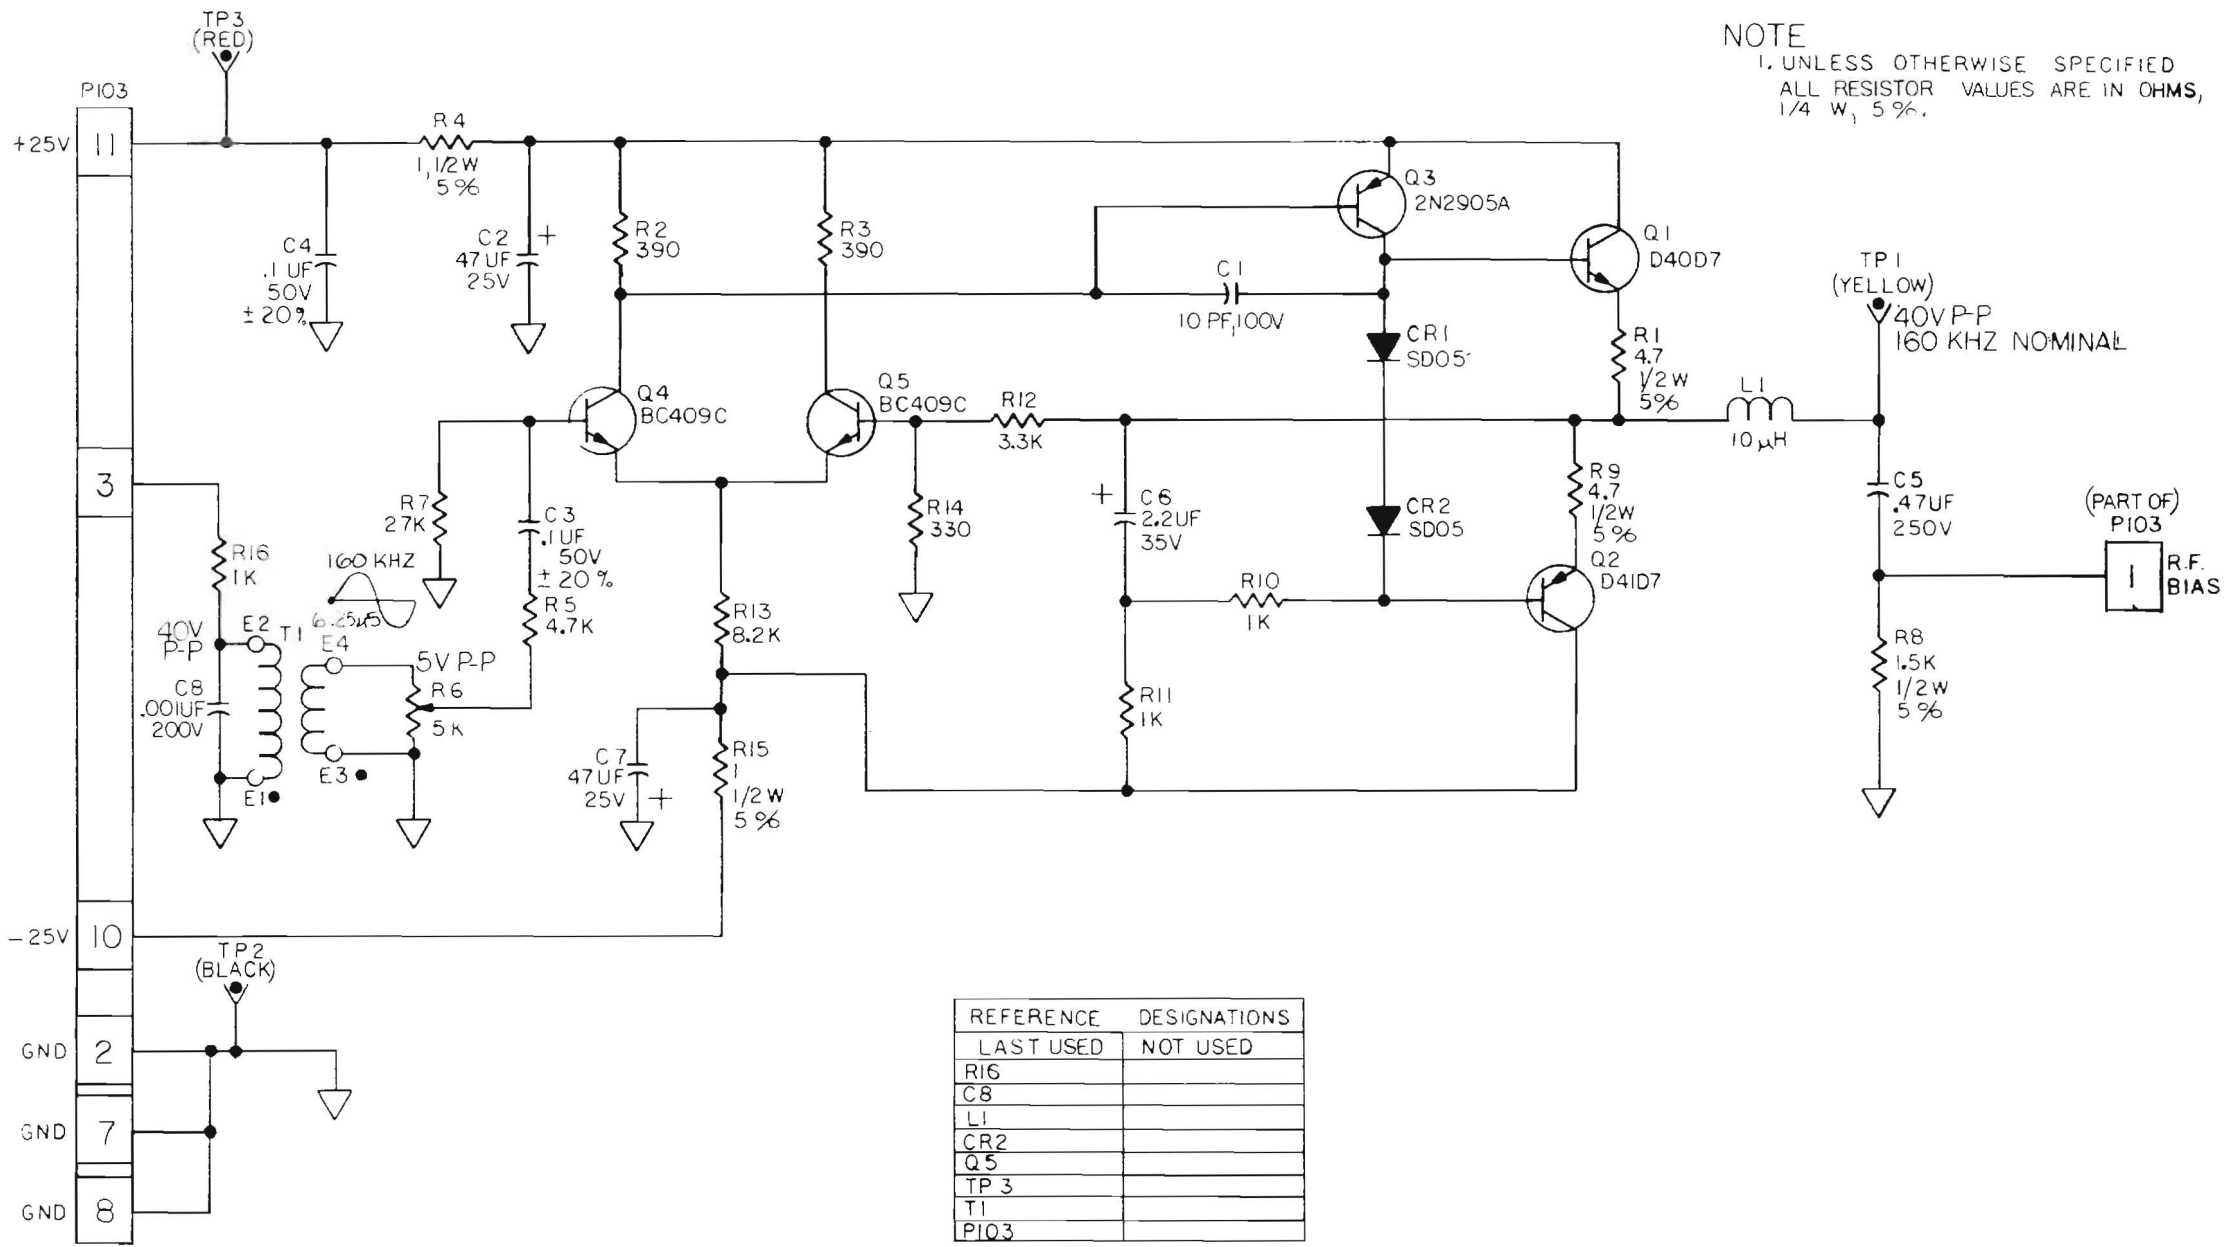 NOTE
1. UNLESS OTHERWISE SPECIFIED
ALL RESISTOR VALUES ARE IN OHMS,
1/4 W, 5%.
TP3
(RED)
P103
+25V
11
R4
1, 1/2W
5%
C4
.1 UF
50V
±20%
C2
47UF
25V
+
R2
390
R3
390
Q3
2N2905A
Q1
D40D7
C1
10 PF, 100V
CR1
SD05
R1
4.7
1/2W
5%
TP1
(YELLOW)
40V P-P
160 KHZ NOMINAL
L1
10µH
Q4
BC409C
Q5
BC409C
R12
3.3K
3
R7
27K
C3
.1UF
50V
±20%
R14
330
+
C6
2.2UF
35V
CR2
SD05
R9
4.7
1/2W
5%
Q2
D41D7
C5
.47UF
250V
(PART OF)
P103
1
R.F.
BIAS
R16
1K
160 KHZ
6.25µS
R5
4.7K
R13
8.2K
R10
1K
40V
P-P
E2
T1
E4
5V P-P
R6
5K
C8
.001UF
200V
E1
E3
C7
47UF
25V
+
R15
1
1/2W
5%
R11
1K
R8
1.5K
1/2W
5%
-25V
10
TP2
(BLACK)
GND
2
GND
7
GND
8
REFERENCE DESIGNATIONS
LAST USED NOT USED
R16
C8
L1
CR2
Q5
TP3
T1
P103